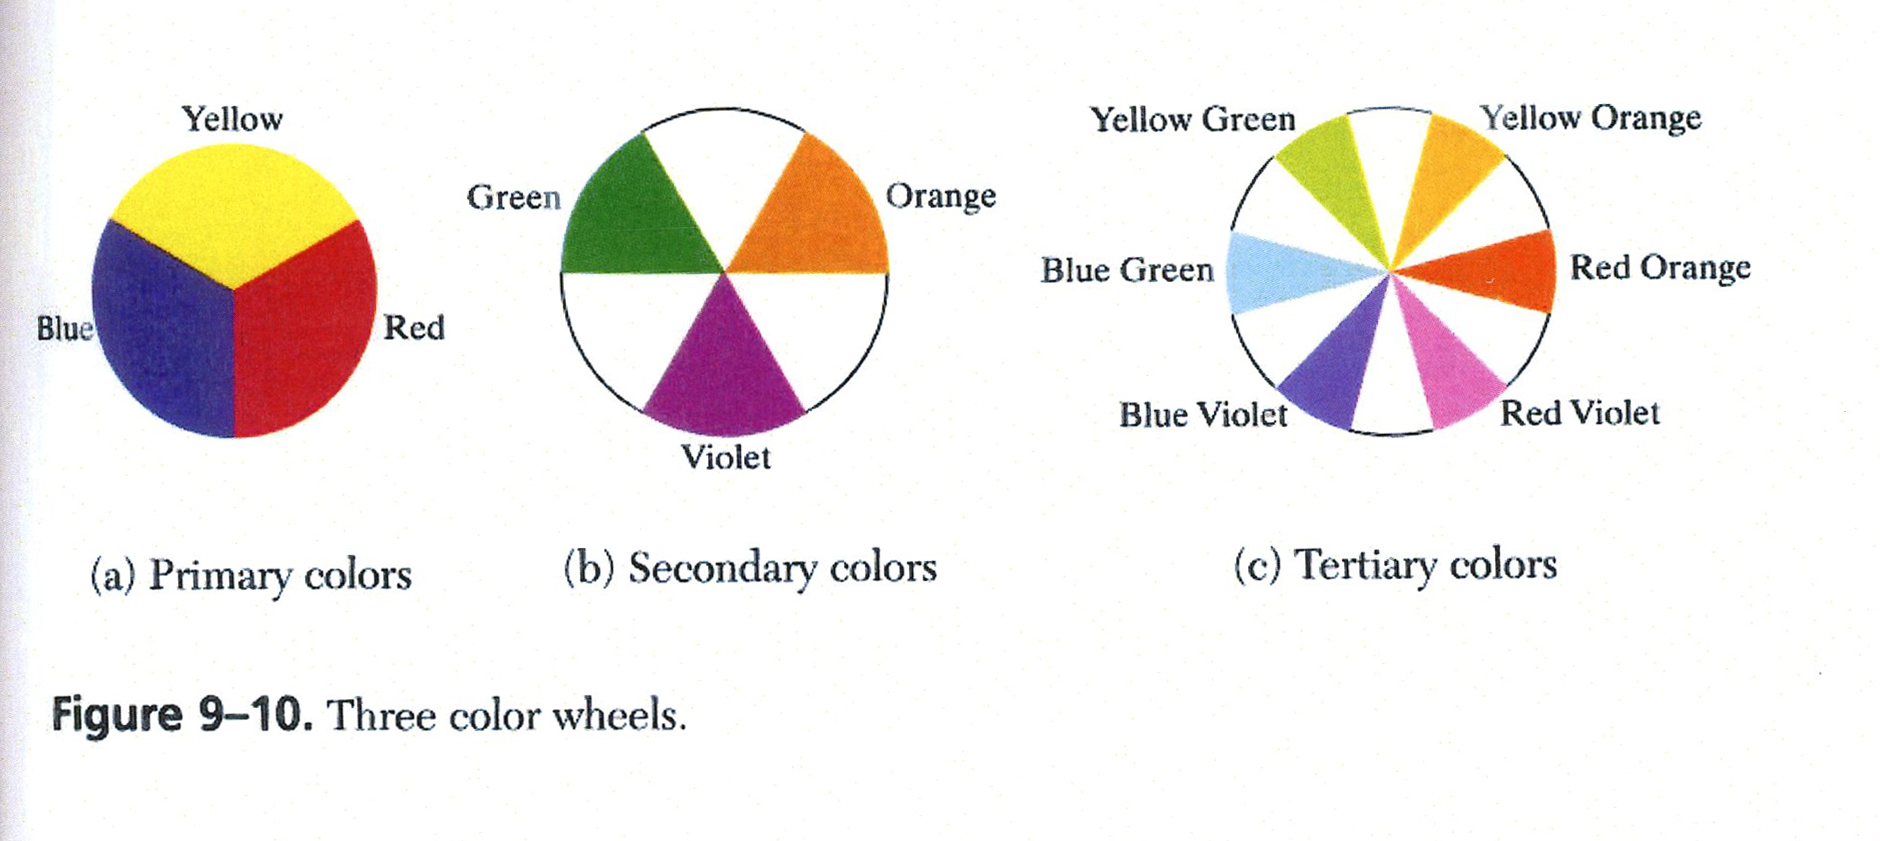 Yellow
Blue
Red
Green
Orange
Violet
Yellow Green
Yellow Orange
Blue Green
Red Orange
Blue Violet
Red Violet
(a) Primary colors
(b) Secondary colors
(c) Tertiary colors
Figure 9–10. Three color wheels.